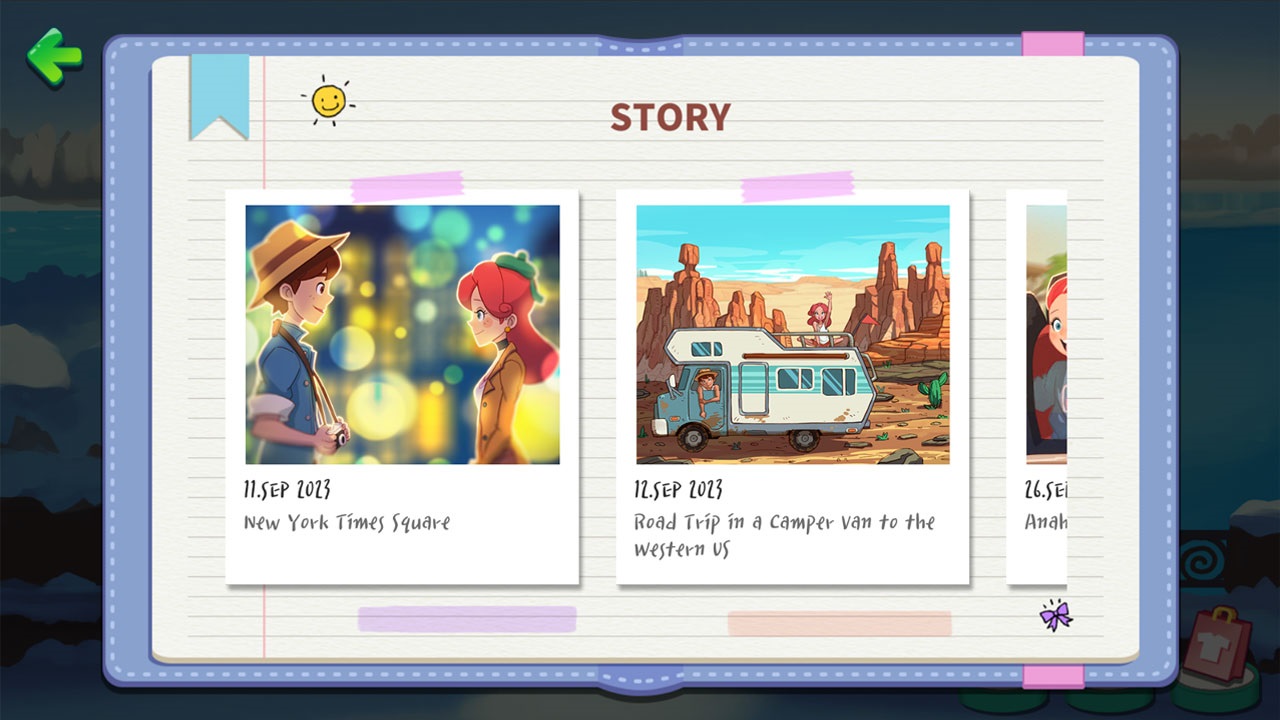 STORY
11.SEP 2023
New York Times Square
12.SEP 2023
Road Trip in a Camper Van to the
Western US